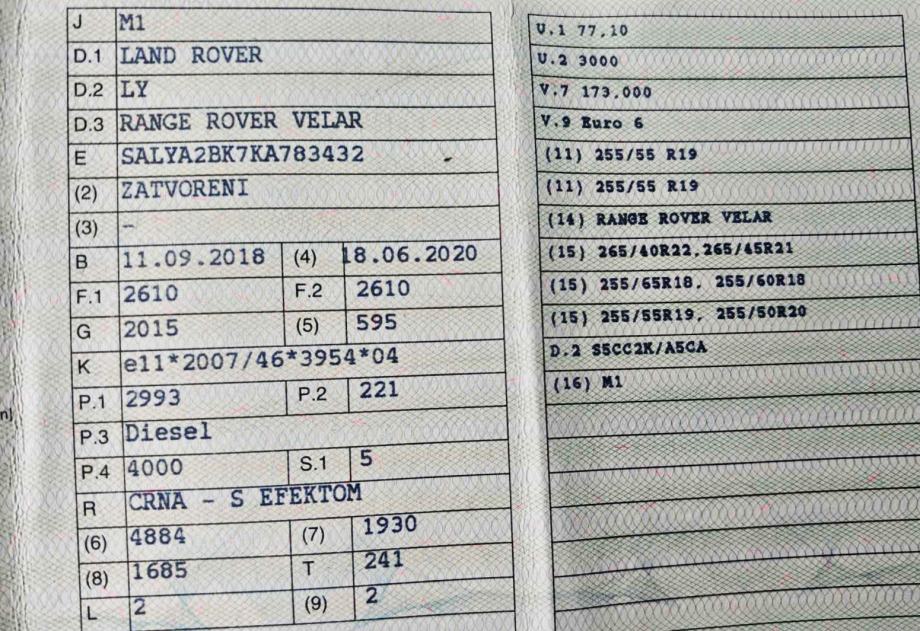 J M1
D.1 LAND ROVER
D.2 LY
D.3 RANGE ROVER VELAR
E SALYA2BK7KA783432
(2) ZATVORENI
(3) -
B 11.09.2018 (4) 18.06.2020
F.1 2610 F.2 2610
G 2015 (5) 595
K e11*2007/46*3954*04
P.1 2993 P.2 221
P.3 Diesel
P.4 4000 S.1 5
R CRNA - S EFEKTOM
(6) 4884 (7) 1930
(8) 1685 T 241
L 2 (9) 2
U.1 77,10
U.2 3000
V.7 173,000
V.9 Euro 6
(11) 255/55 R19
(11) 255/55 R19
(14) RANGE ROVER VELAR
(15) 265/40R22,265/45R21
(15) 255/65R18, 255/60R18
(15) 255/55R19, 255/50R20
D.2 S5CC2K/A5CA
(16) M1